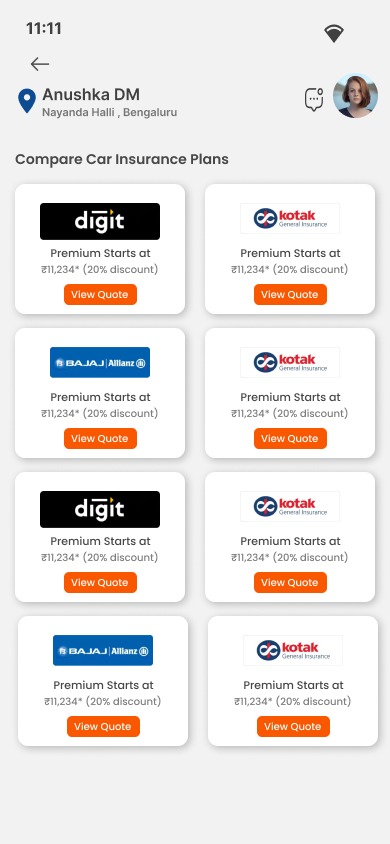 11:11
Anushka DM
Nayanda Halli , Bengaluru
Compare Car Insurance Plans
digit
Premium Starts at
₹11,234* (20% discount)
View Quote
kotak
General Insurance
Premium Starts at
₹11,234* (20% discount)
View Quote
BAJAJ | Allianz
Premium Starts at
₹11,234* (20% discount)
View Quote
kotak
General Insurance
Premium Starts at
₹11,234* (20% discount)
View Quote
digit
Premium Starts at
₹11,234* (20% discount)
View Quote
kotak
General Insurance
Premium Starts at
₹11,234* (20% discount)
View Quote
BAJAJ | Allianz
Premium Starts at
₹11,234* (20% discount)
View Quote
kotak
General Insurance
Premium Starts at
₹11,234* (20% discount)
View Quote